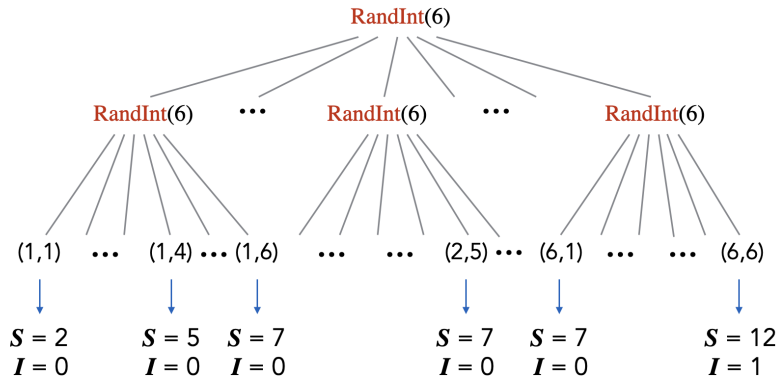 RandInt(6)
RandInt(6) ... RandInt(6) ... RandInt(6)
(1,1) ... (1,4) ... (1,6) ... ... (2,5) ... (6,1) ... ... (6,6)
S = 2 S = 5 S = 7 S = 7 S = 7 S = 12
I = 0 I = 0 I = 0 I = 0 I = 0 I = 1